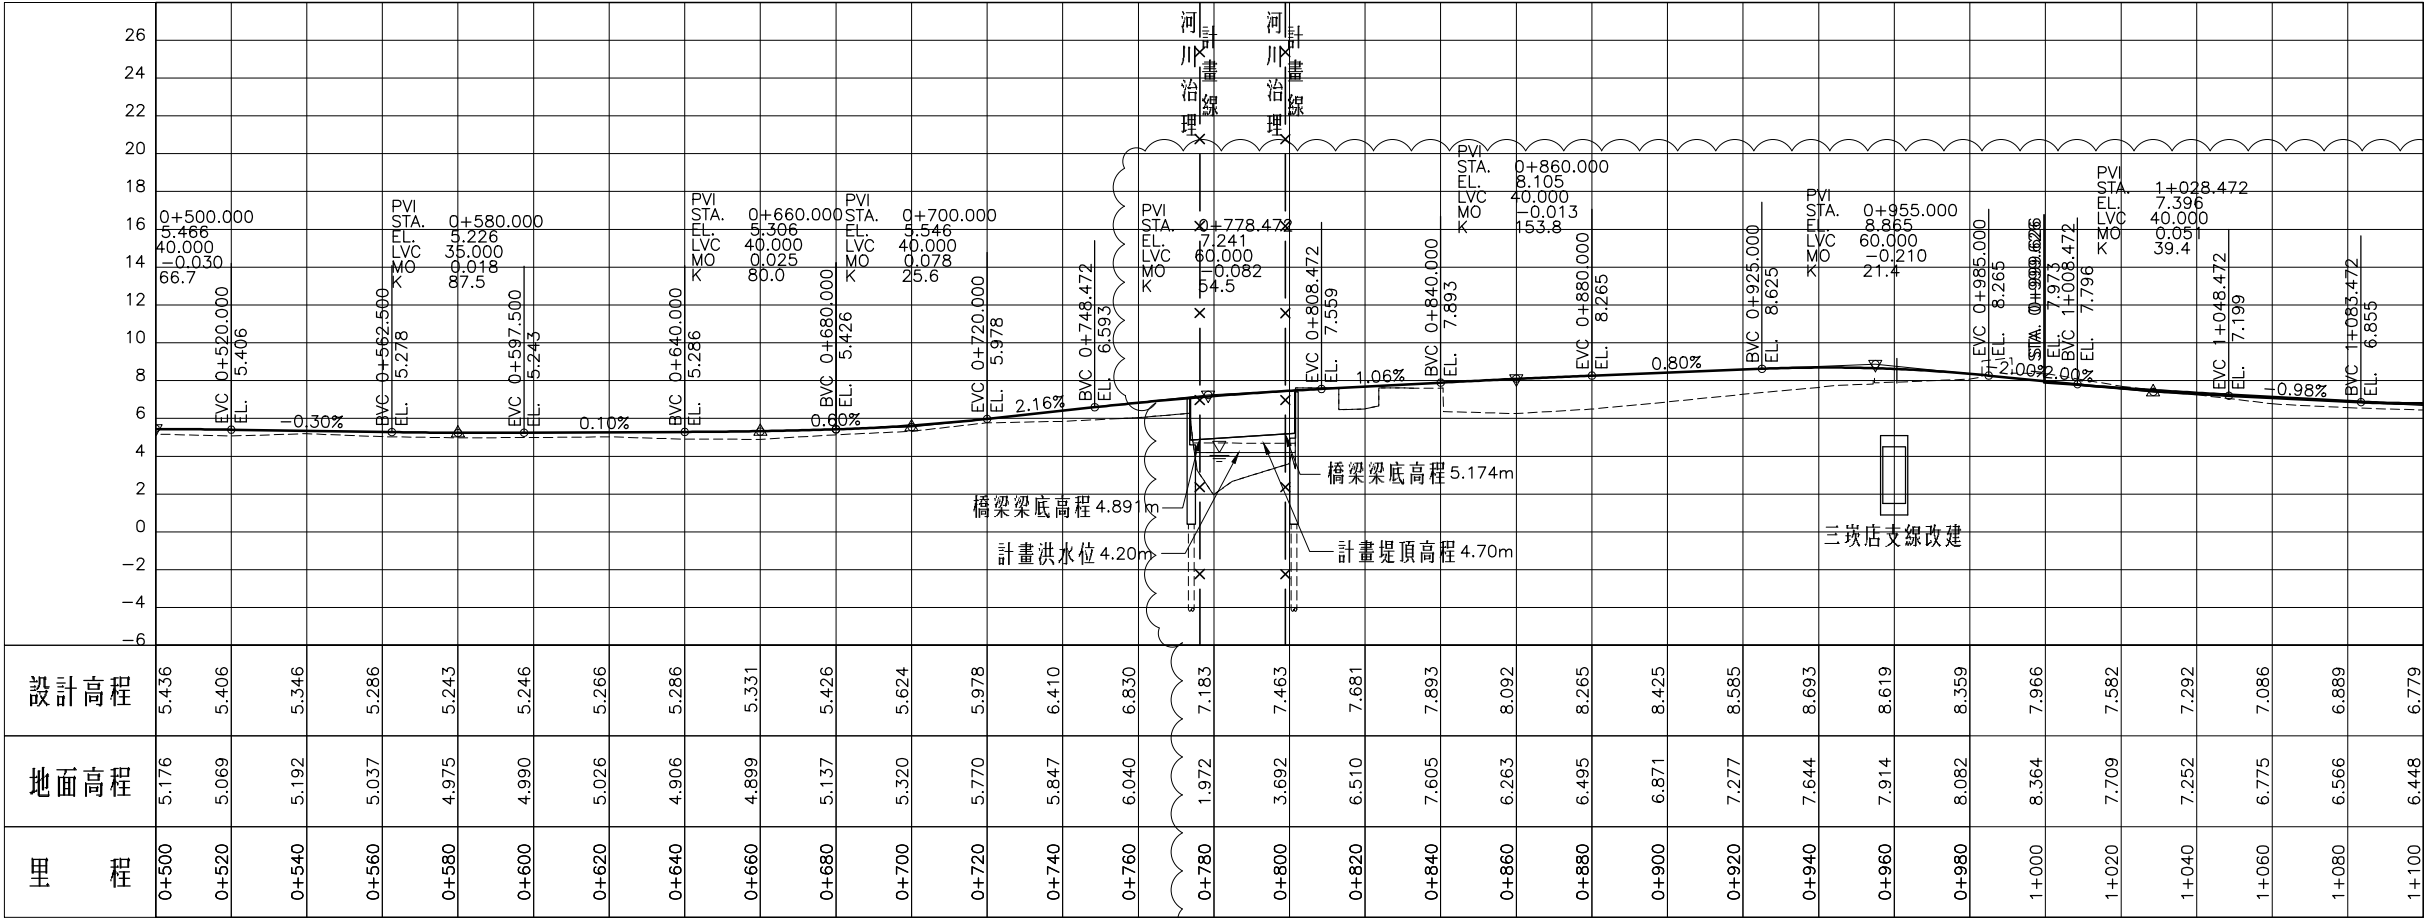 河川治理
計畫線
河川治理
計畫線
26
24
22
20
18
16
14
12
10
8
6
4
2
0
-2
-4
-6
0+500.000
5.466
40.000
-0.030
66.7
EVC 0+520.000
EL. 5.406
-0.30%
PVI
STA. 0+580.000
EL. 5.226
LVC 35.000
MO 0.018
K 87.5
BVC 0+562.500
EL. 5.278
EVC 0+597.500
EL. 5.243
0.10%
PVI
STA. 0+660.000
EL. 5.306
LVC 40.000
MO 0.025
K 80.0
BVC 0+640.000
EL. 5.286
PVI
STA. 0+700.000
EL. 5.546
LVC 40.000
MO 0.078
K 25.6
BVC 0+680.000
EL. 5.426
0.60%
EVC 0+720.000
EL. 5.978
2.16%
BVC 0+748.472
EL. 6.593
PVI
STA. 0+778.472
EL. 7.241
LVC 60.000
MO -0.082
K 54.5
EVC 0+808.472
EL. 7.559
1.06%
BVC 0+840.000
EL. 7.893
PVI
STA. 0+860.000
EL. 8.105
LVC 40.000
MO -0.013
K 153.8
EVC 0+880.000
EL. 8.265
0.80%
BVC 0+925.000
EL. 8.625
PVI
STA. 0+955.000
EL. 8.865
LVC 60.000
MO -0.210
K 21.4
EVC 0+985.000
EL. 8.265
-2.00%
STA.
EL. 7.973
-2.00%
BVC 1+008.472
EL. 7.796
PVI
STA. 1+028.472
EL. 7.396
LVC 40.000
MO 0.051
K 39.4
EVC 1+048.472
EL. 7.199
-0.98%
BVC 1+083.472
EL. 6.855
橋梁梁底高程5.174m
橋梁梁底高程4.891m
計畫洪水位4.20m
計畫堤頂高程4.70m
三崁店支線改建
設計高程 5.436 5.406 5.346 5.286 5.243 5.246 5.266 5.286 5.331 5.426 5.624 5.978 6.410 6.830 7.183 7.463 7.681 7.893 8.092 8.265 8.425 8.585 8.693 8.619 8.359 7.966 7.582 7.292 7.086 6.889 6.779
地面高程 5.176 5.069 5.192 5.037 4.975 4.990 5.026 4.906 4.899 5.137 5.320 5.770 5.847 6.040 1.972 3.692 6.510 7.605 6.263 6.495 6.871 7.277 7.644 7.914 8.082 8.364 7.709 7.252 6.775 6.566 6.448
里程 0+500 0+520 0+540 0+560 0+580 0+600 0+620 0+640 0+660 0+680 0+700 0+720 0+740 0+760 0+780 0+800 0+820 0+840 0+860 0+880 0+900 0+920 0+940 0+960 0+980 1+000 1+020 1+040 1+060 1+080 1+100